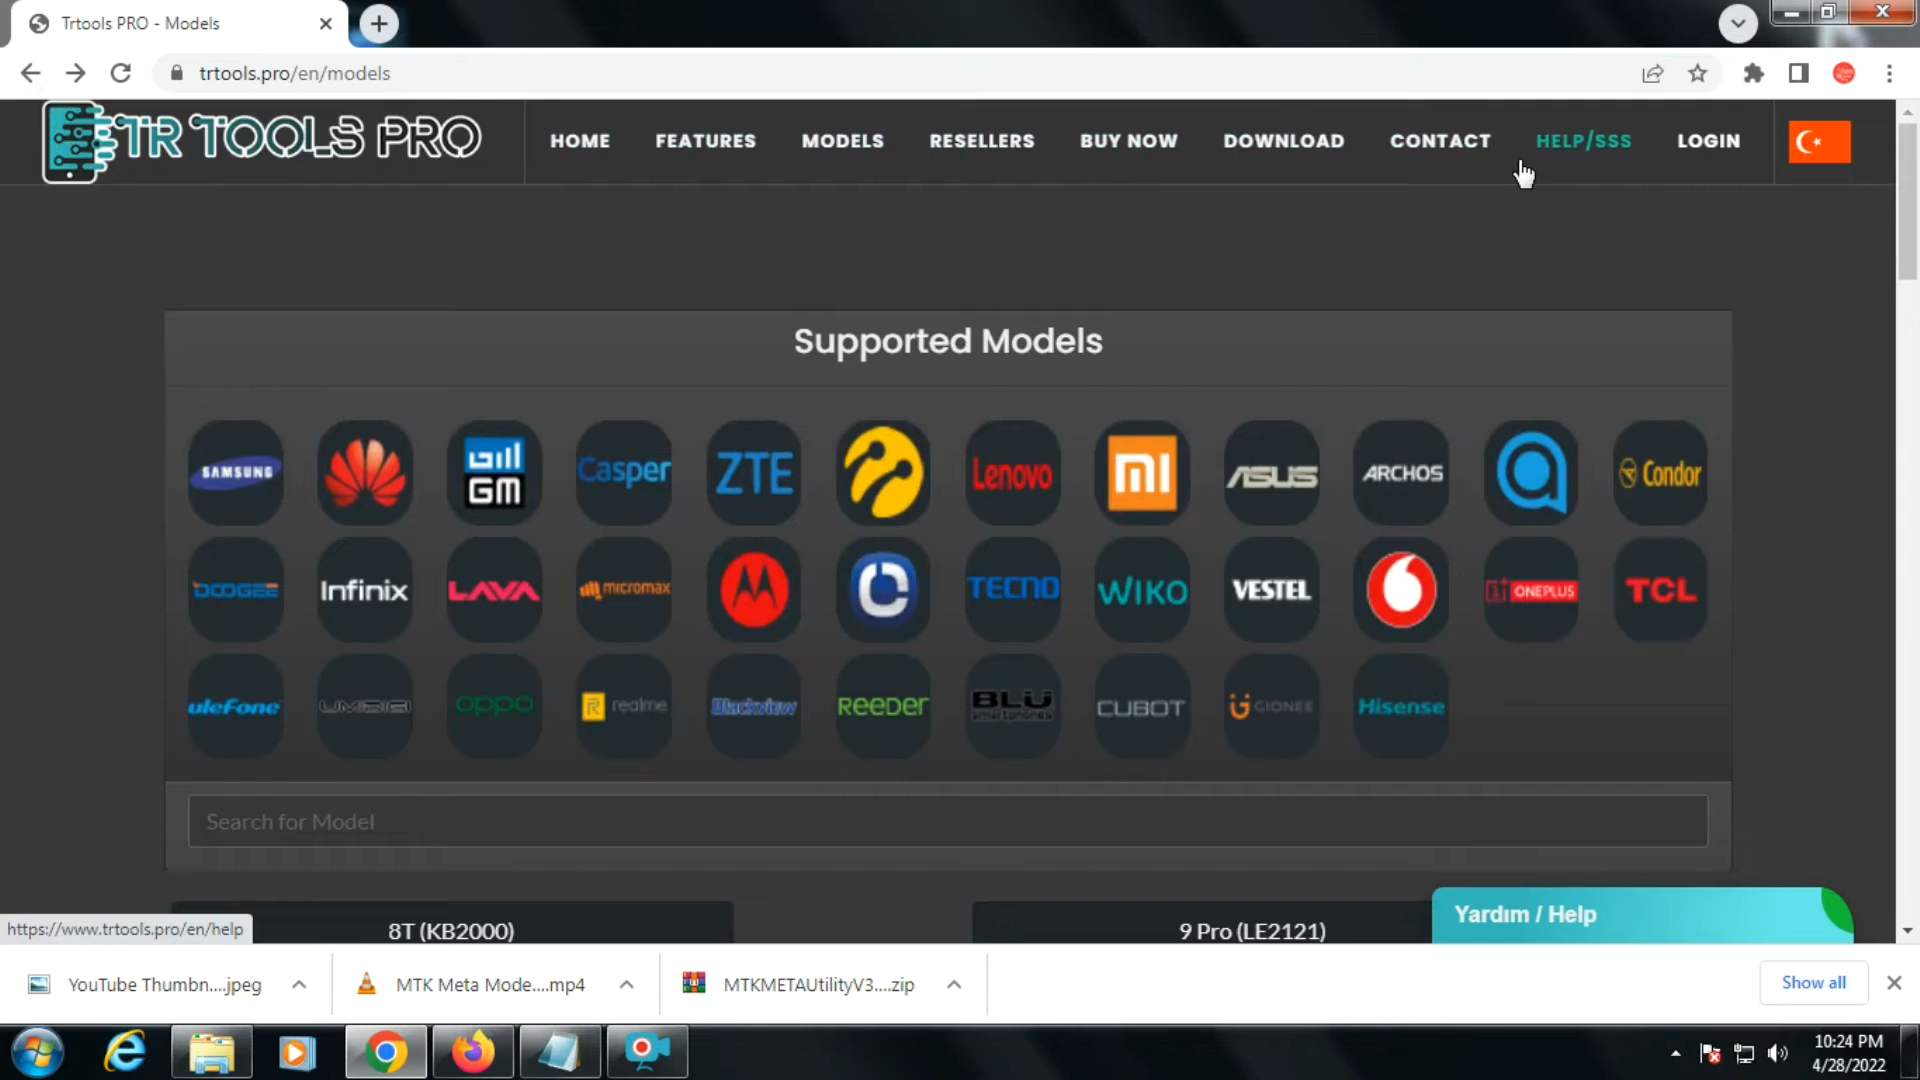 Trtools PRO - Models
trtools.pro/en/models
TR TOOLS PRO
HOME FEATURES MODELS RESELLERS BUY NOW DOWNLOAD CONTACT HELP/SSS LOGIN
Supported Models
SAMSUNG GM Casper ZTE Lenovo mi ASUS ARCHOS Condor
DOOGEE Infinix LAVA micromax TECNO WIKO VESTEL ONEPLUS TCL
uleFone UMIDIGI oppo R realme Blackview REEDER BLU smartphones CUBOT GIONEE Hisense
Search for Model
8T (KB2000) 9 Pro (LE2121)
Yardım / Help
https://www.trtools.pro/en/help
YouTube Thumbn....jpeg MTK Meta Mode....mp4 MTKMETAUtilityV3....zip Show all
10:24 PM
4/28/2022